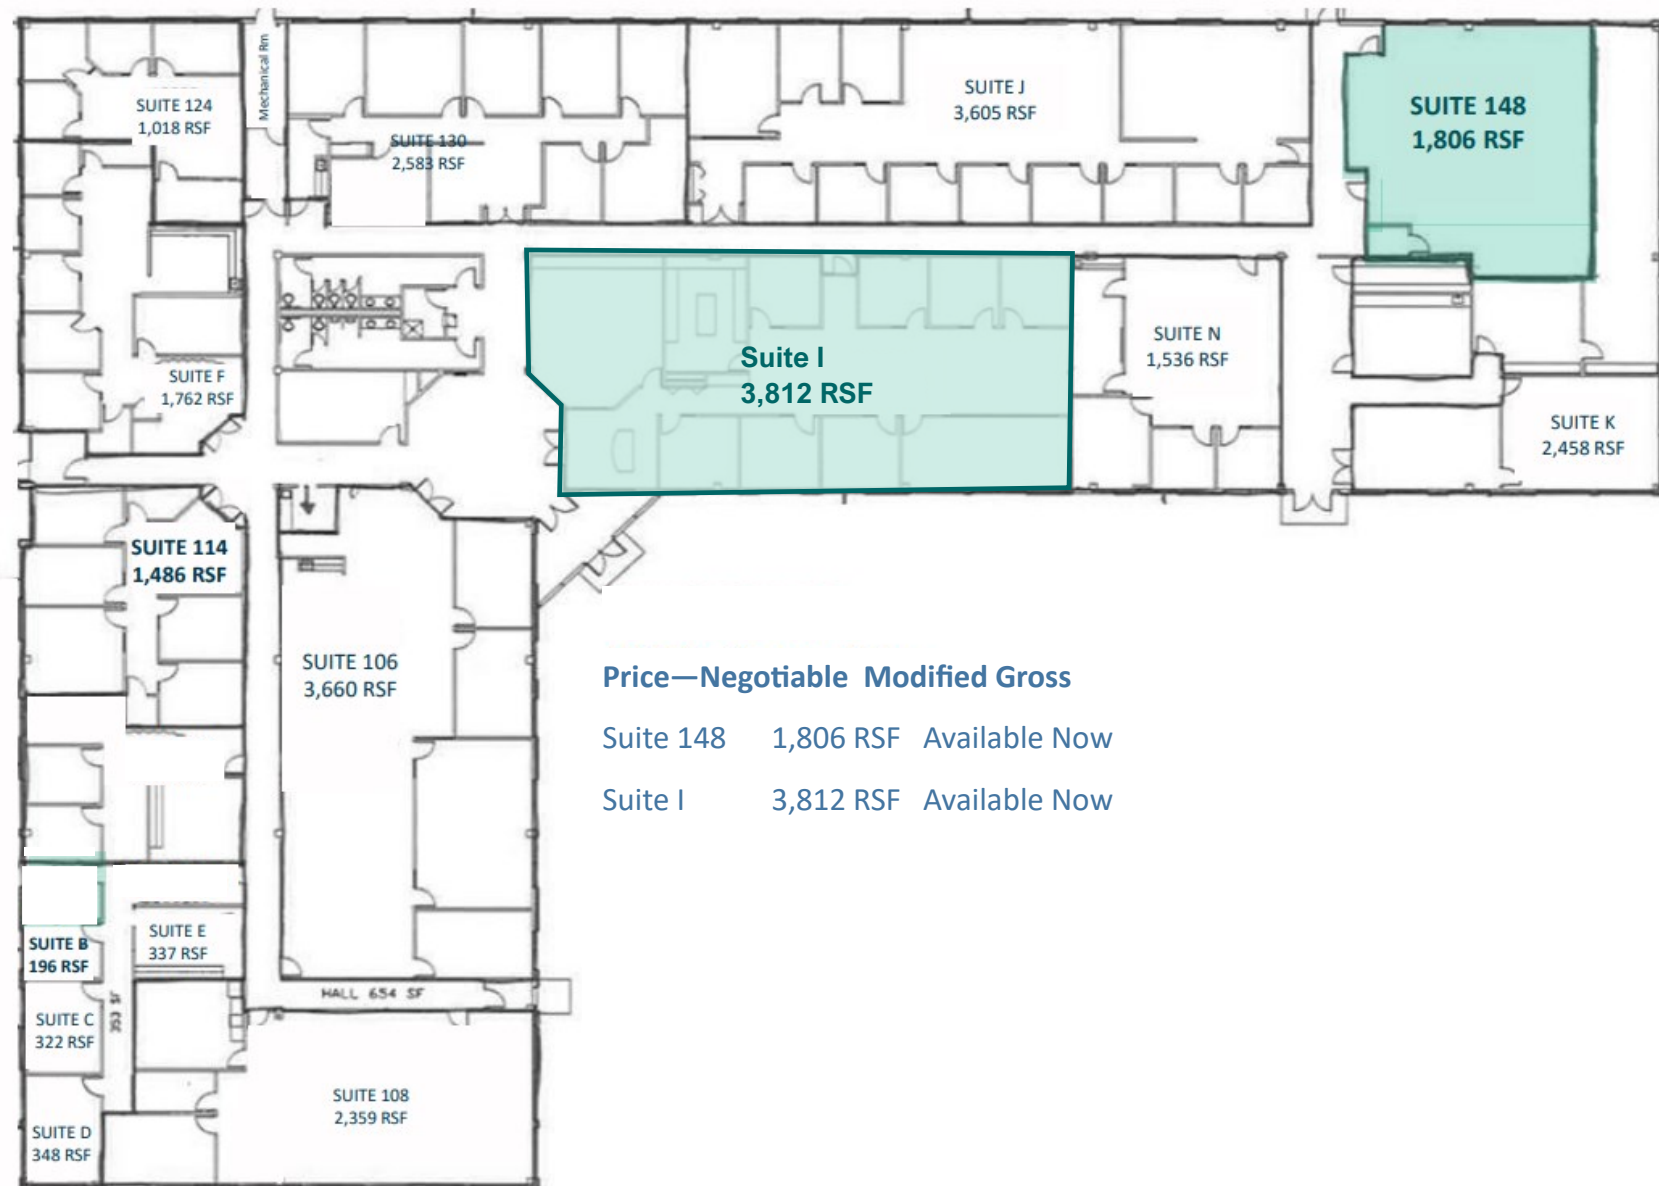 Mechanical Rm
SUITE 124
1,018 RSF
SUITE 130
2,583 RSF
SUITE J
3,605 RSF
SUITE 148
1,806 RSF
Suite I
3,812 RSF
SUITE N
1,536 RSF
SUITE F
1,762 RSF
SUITE K
2,458 RSF
SUITE 114
1,486 RSF
SUITE 106
3,660 RSF
Price—Negotiable Modified Gross
Suite 148 1,806 RSF Available Now
Suite I 3,812 RSF Available Now
SUITE B
196 RSF
SUITE E
337 RSF
HALL 654 SF
353 SF
SUITE C
322 RSF
SUITE 108
2,359 RSF
SUITE D
348 RSF